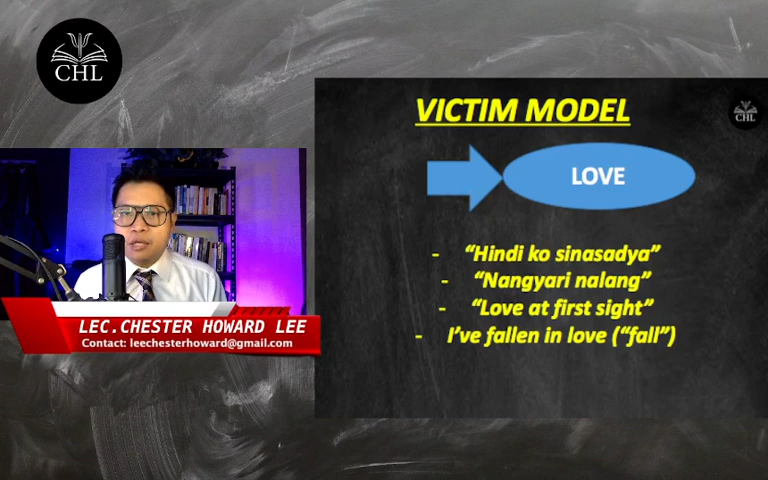 CHL
VICTIM MODEL
CHL
LOVE
- “Hindi ko sinasadya”
- “Nangyari nalang”
- “Love at first sight”
- I’ve fallen in love (“fall”)
LEC.CHESTER HOWARD LEE
Contact: leechesterhoward@gmail.com